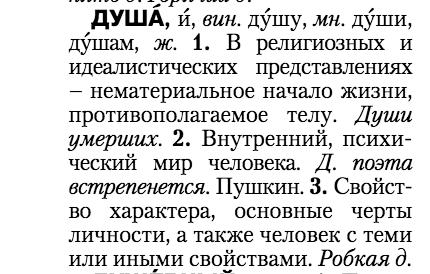 ДУША́, и́, вин. ду́шу, мн. ду́ши,
ду́шам, ж. 1. В религиозных и
идеалистических представлениях
– нематериальное начало жизни,
противополагаемое телу. Души
умерших. 2. Внутренний, психи-
ческий мир человека. Д. поэта
встрепенется. Пушкин. 3. Свойст-
во характера, основные черты
личности, а также человек с теми
или иными свойствами. Робкая д.